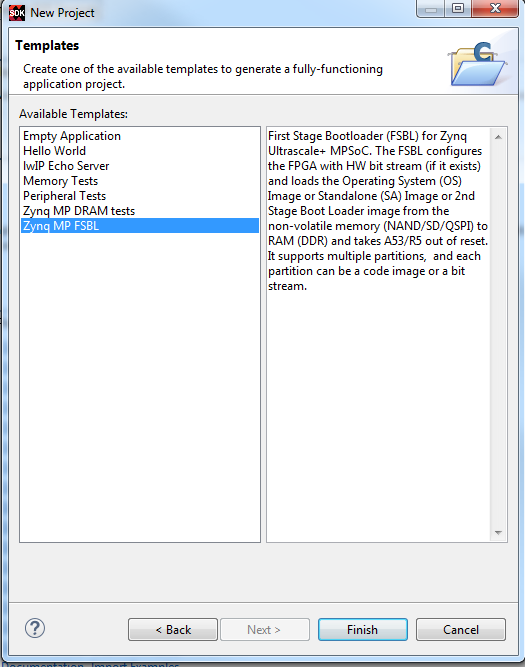 SDK New Project
Templates
Create one of the available templates to generate a fully-functioning
application project.
C
Available Templates:
Empty Application
Hello World
lwIP Echo Server
Memory Tests
Peripheral Tests
Zynq MP DRAM tests
Zynq MP FSBL
First Stage Bootloader (FSBL) for Zynq
Ultrascale+ MPSoC. The FSBL configures
the FPGA with HW bit stream (if it exists)
and loads the Operating System (OS)
Image or Standalone (SA) Image or 2nd
Stage Boot Loader image from the
non-volatile memory (NAND/SD/QSPI) to
RAM (DDR) and takes A53/R5 out of reset.
It supports multiple partitions,  and each
partition can be a code image or a bit
stream.
?
< Back
Next >
Finish
Cancel
Documentation Import Examples